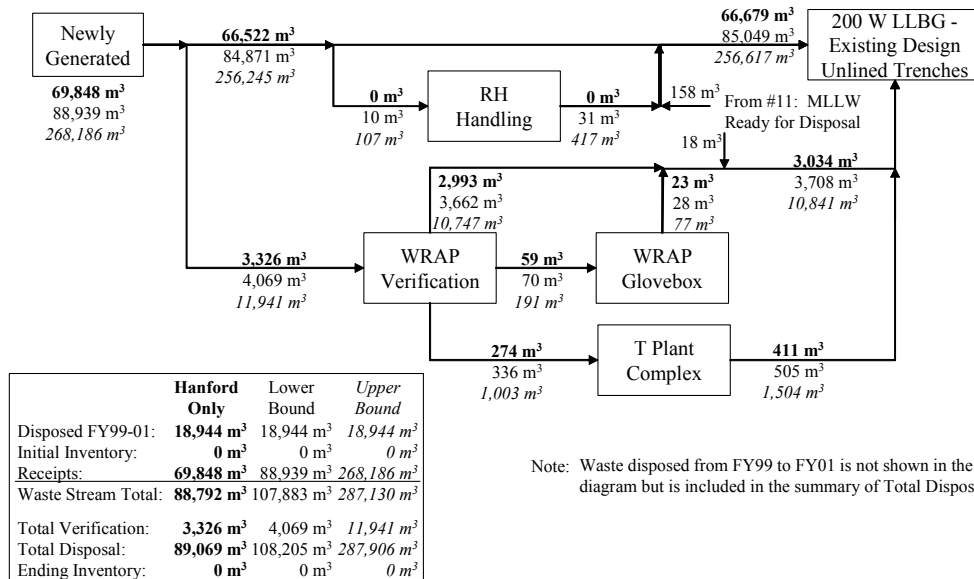 Newly
Generated
69,848 m³
88,939 m³
268,186 m³
66,522 m³
84,871 m³
256,245 m³
66,679 m³
85,049 m³
256,617 m³
200 W LLBG -
Existing Design
Unlined Trenches
0 m³
10 m³
107 m³
RH
Handling
0 m³
31 m³
417 m³
158 m³
From #11: MLLW
Ready for Disposal
18 m³
2,993 m³
3,662 m³
10,747 m³
23 m³
28 m³
77 m³
3,034 m³
3,708 m³
10,841 m³
3,326 m³
4,069 m³
11,941 m³
WRAP
Verification
59 m³
70 m³
191 m³
WRAP
Glovebox
274 m³
336 m³
1,003 m³
T Plant
Complex
411 m³
505 m³
1,504 m³
Hanford Lower Upper
Only Bound Bound
Disposed FY99-01: 18,944 m³ 18,944 m³ 18,944 m³
Initial Inventory: 0 m³ 0 m³ 0 m³
Receipts: 69,848 m³ 88,939 m³ 268,186 m³
Waste Stream Total: 88,792 m³ 107,883 m³ 287,130 m³
Total Verification: 3,326 m³ 4,069 m³ 11,941 m³
Total Disposal: 89,069 m³ 108,205 m³ 287,906 m³
Ending Inventory: 0 m³ 0 m³ 0 m³
Note: Waste disposed from FY99 to FY01 is not shown in the
diagram but is included in the summary of Total Dispos